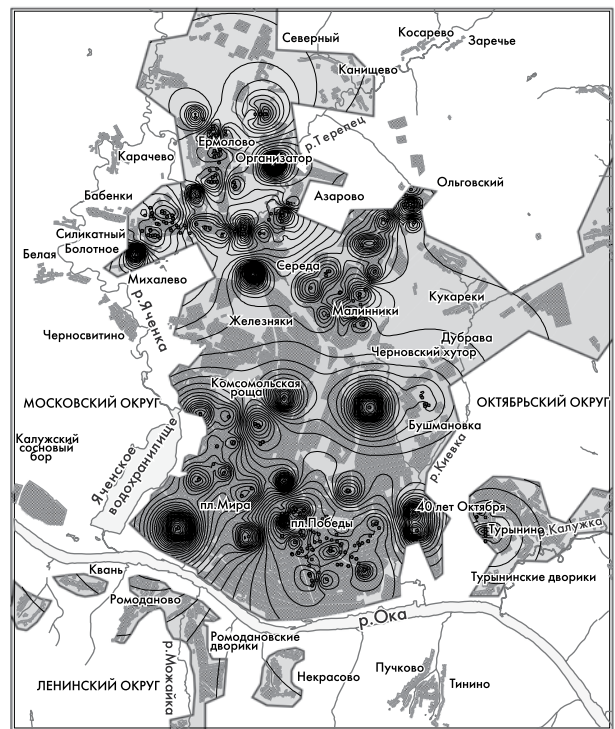 Северный
Косарево
Заречье
Канищево
р.Терепец
Ермолово
Организатор
Карачево
Бабенки
Азарово
Ольговский
Силикатный
Болотное
Белая
Михалево
Середа
Кукареки
р.Яченка
Малинники
Железняки
Черносвитино
Дубрава
Черновский хутор
Комсомольская
роща
МОСКОВСКИЙ ОКРУГ
ОКТЯБРЬСКИЙ ОКРУГ
Бушмановка
Калужский
сосновый
бор
Яченское
водохранилище
р.Киевка
пл.Мира
пл.Победы
40 лет Октября
Турынино
р.Калужка
Квань
Турынинские дворики
Ромоданово
р.Ока
Ромодановские
дворики
р.Можайка
ЛЕНИНСКИЙ ОКРУГ
Некрасово
Пучково
Тинино